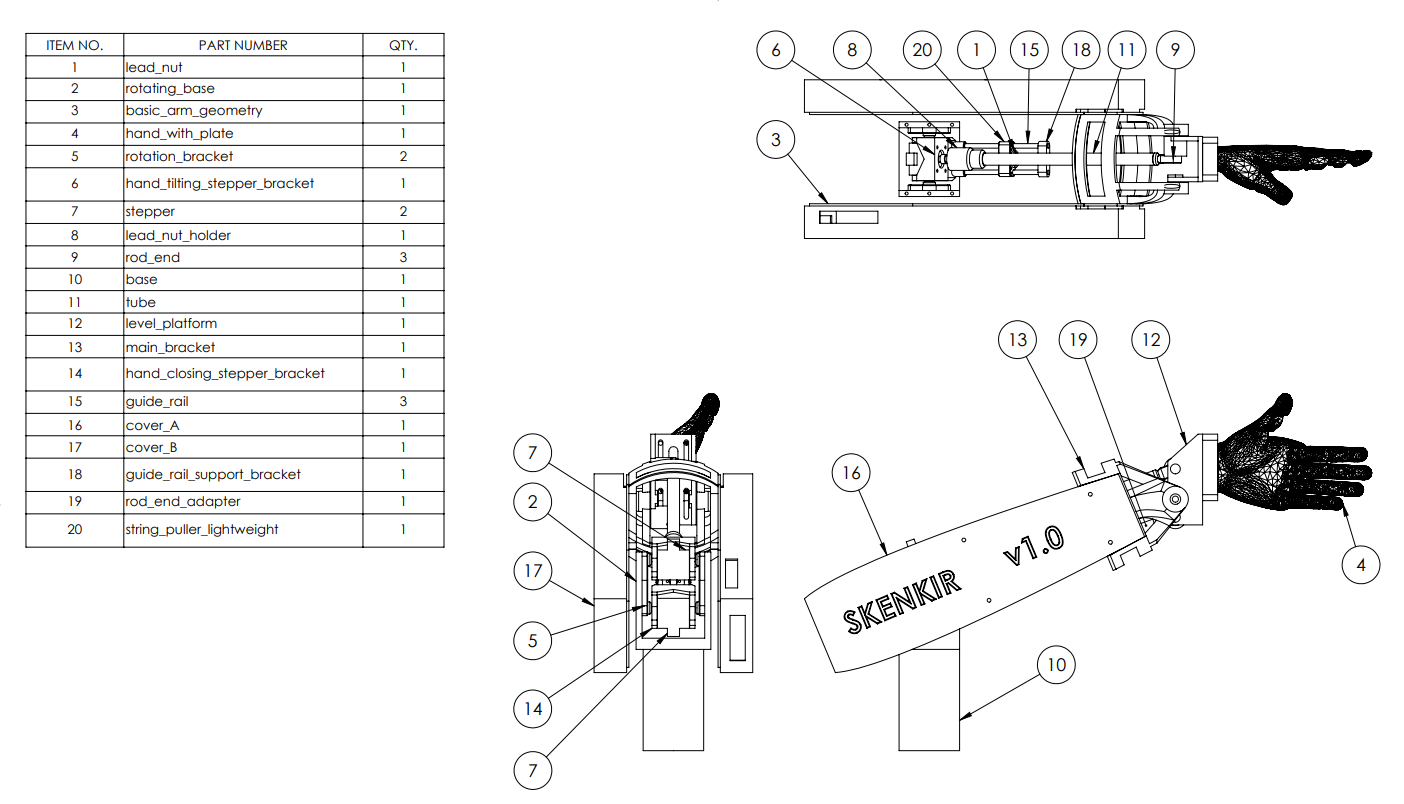 ITEM NO. PART NUMBER QTY.
1 lead_nut 1
2 rotating_base 1
3 basic_arm_geometry 1
4 hand_with_plate 1
5 rotation_bracket 2
6 hand_tilting_stepper_bracket 1
7 stepper 2
8 lead_nut_holder 1
9 rod_end 3
10 base 1
11 tube 1
12 level_platform 1
13 main_bracket 1
14 hand_closing_stepper_bracket 1
15 guide_rail 3
16 cover_A 1
17 cover_B 1
18 guide_rail_support_bracket 1
19 rod_end_adapter 1
20 string_puller_lightweight 1
6 8 20 1 15 18 11 9
3
7
2
17
5
14
7
13 19 12
16
SKENKIR v1.0
4
10